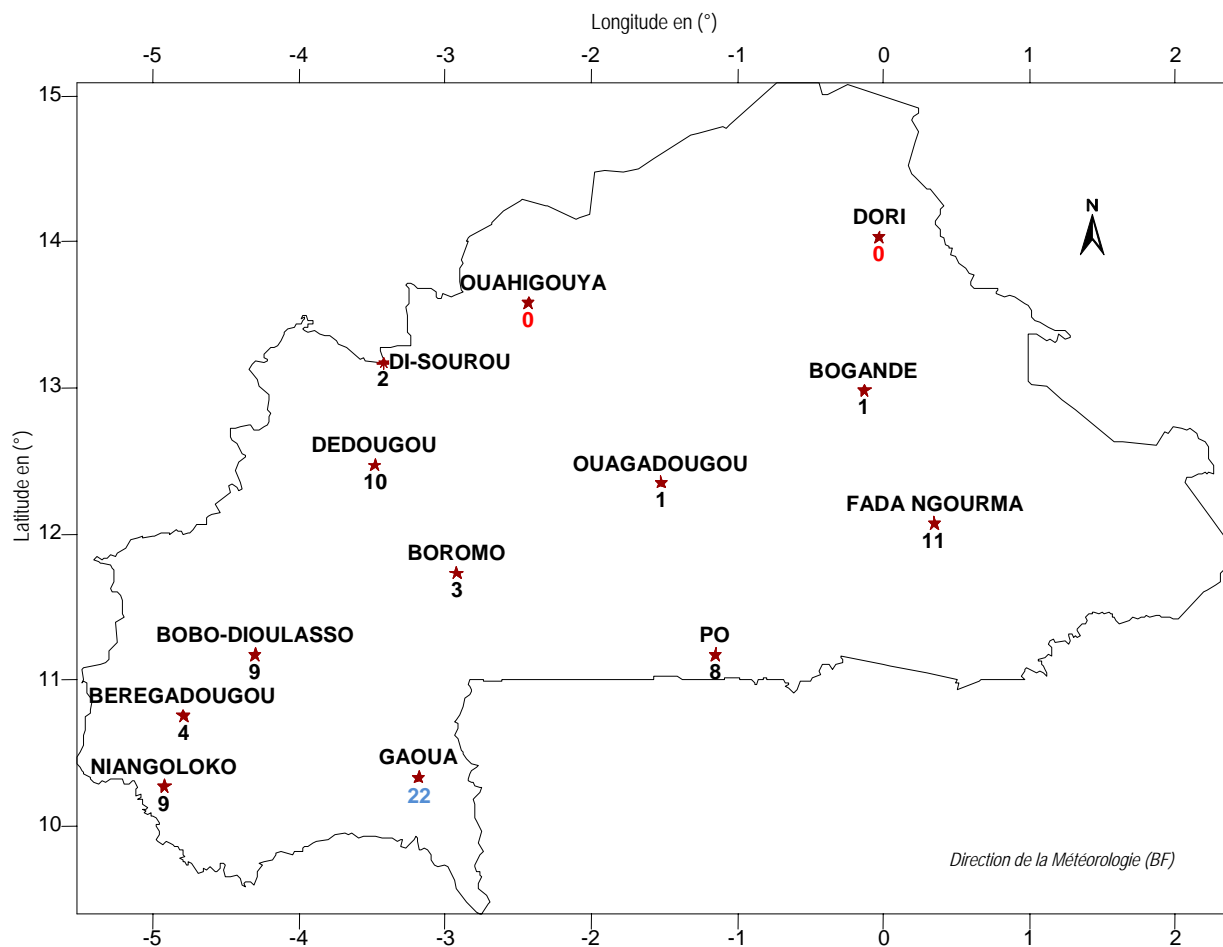 Longitude en (°)
-5 -4 -3 -2 -1 0 1 2
15
N
DORI
14
0
OUAHIGOUYA
0
DI-SOUROU
2
BOGANDE
13
1
DEDOUGOU
10
OUAGADOUGOU
1
Latitude en (°)
FADA NGOURMA
11
12
BOROMO
3
BOBO-DIOULASSO
9
PO
8
11
BEREGADOUGOU
4
GAOUA
22
NIANGOLOKO
9
10
Direction de la Météorologie (BF)
-5 -4 -3 -2 -1 0 1 2